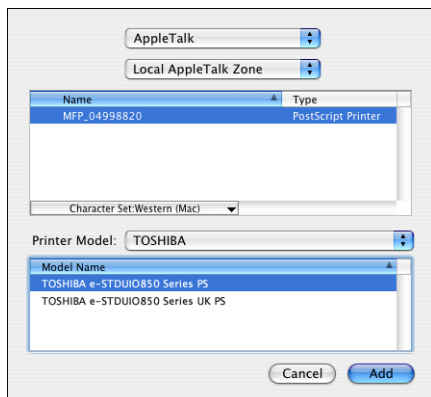 AppleTalk
Local AppleTalk Zone
Name Type
MFP_04998820 PostScript Printer
Character Set:Western (Mac)
Printer Model: TOSHIBA
Model Name
TOSHIBA e-STDUIO850 Series PS
TOSHIBA e-STDUIO850 Series UK PS
Cancel Add